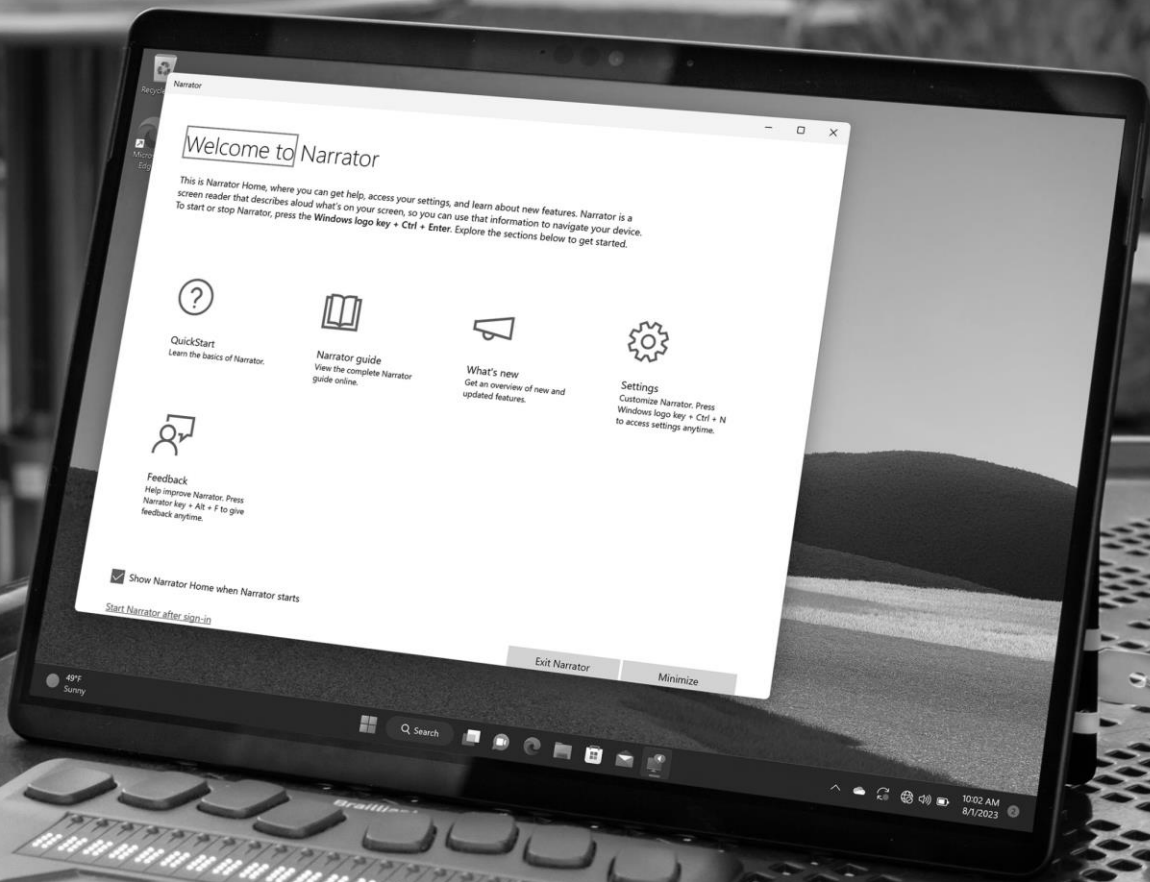 Recycle
Narrator
Edge
Welcome to Narrator
This is Narrator Home, where you can get help, access your settings, and learn about new features. Narrator is a
screen reader that describes aloud what's on your screen, so you can use that information to navigate your device.
To start or stop Narrator, press the Windows logo key + Ctrl + Enter. Explore the sections below to get started.
QuickStart
Learn the basics of Narrator.
Narrator guide
View the complete Narrator
guide online.
What's new
Get an overview of new and
updated features.
Settings
Customize Narrator. Press
Windows logo key + Ctrl + N
to access settings anytime.
Feedback
Help improve Narrator. Press
Narrator key + Alt + F to give
feedback anytime.
Show Narrator Home when Narrator starts
Start Narrator after sign-in
Exit Narrator
Minimize
49°F
Sunny
Search
10:02 AM
8/1/2023
2